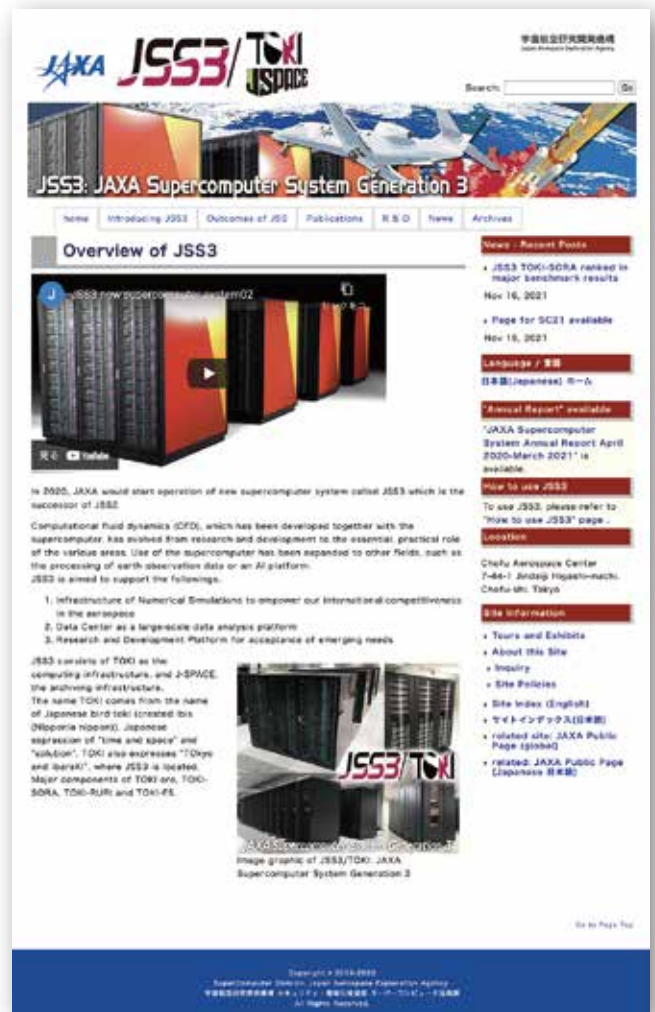 JAXA JSS3/TOKI JSPACE
宇宙航空研究開発機構
Japan Aerospace Exploration Agency
Search: Go
JSS3: JAXA Supercomputer System Generation 3
home Introducing JSS3 Outcomes of JSS Publications R & D News Archives
Overview of JSS3
J JSS3 new supercomputer system02
見る YouTube
In 2020, JAXA would start operation of new supercomputer system called JSS3 which is the
successor of JSS2.
Computational fluid dynamics (CFD), which has been developed together with the
supercomputer, has evolved from research and development to the essential, practical role
of the various areas. Use of the supercomputer has been expanded to other fields, such as
the processing of earth observation data or an AI platform.
JSS3 is aimed to support the followings.
1. Infrastructure of Numerical Simulations to empower our international competitiveness
in the aerospace
2. Data Center as a large-scale data analysis platform
3. Research and Development Platform for acceptance of emerging needs
JSS3 consists of TOKI as the
computing infrastructure, and J-SPACE,
the archiving infrastructure.
The name TOKI comes from the name
of Japanese bird toki (crested ibis
(Nipponia nippon)), Japanese
expression of "time and space" and
"solution". TOKI also expresses "TOkyo
and ibaraKI", where JSS3 is located.
Major components of TOKI are, TOKI-
SORA, TOKI-RURI and TOKI-FS.
JSS3/TOKI
JAXA Supercomputer System Generation 3
Image graphic of JSS3/TOKI: JAXA
Supercomputer System Generation 3
News - Recent Posts
JSS3 TOKI-SORA ranked in
major benchmark results
Nov 16, 2021
Page for SC21 available
Nov 15, 2021
Language / 言語
日本語(Japanese) ホーム
"Annual Report" available
"JAXA Supercomputer
System Annual Report April
2020-March 2021" is
available.
How to use JSS3
To use JSS3, please refer to
"How to use JSS3" page .
Location
Chofu Aerospace Center
7-44-1 Jindaiji Higashi-machi,
Chofu-shi, Tokyo
Site Information
Tours and Exhibits
About this Site
Inquiry
Site Policies
Site Index (English)
サイトインデックス(日本語)
related site: JAXA Public
Page (global)
related: JAXA Public Page
(Japanese 日本語)
Go to Page Top
Supercomputer Division, Japan Aerospace Exploration Agency
All Rights Reserved.